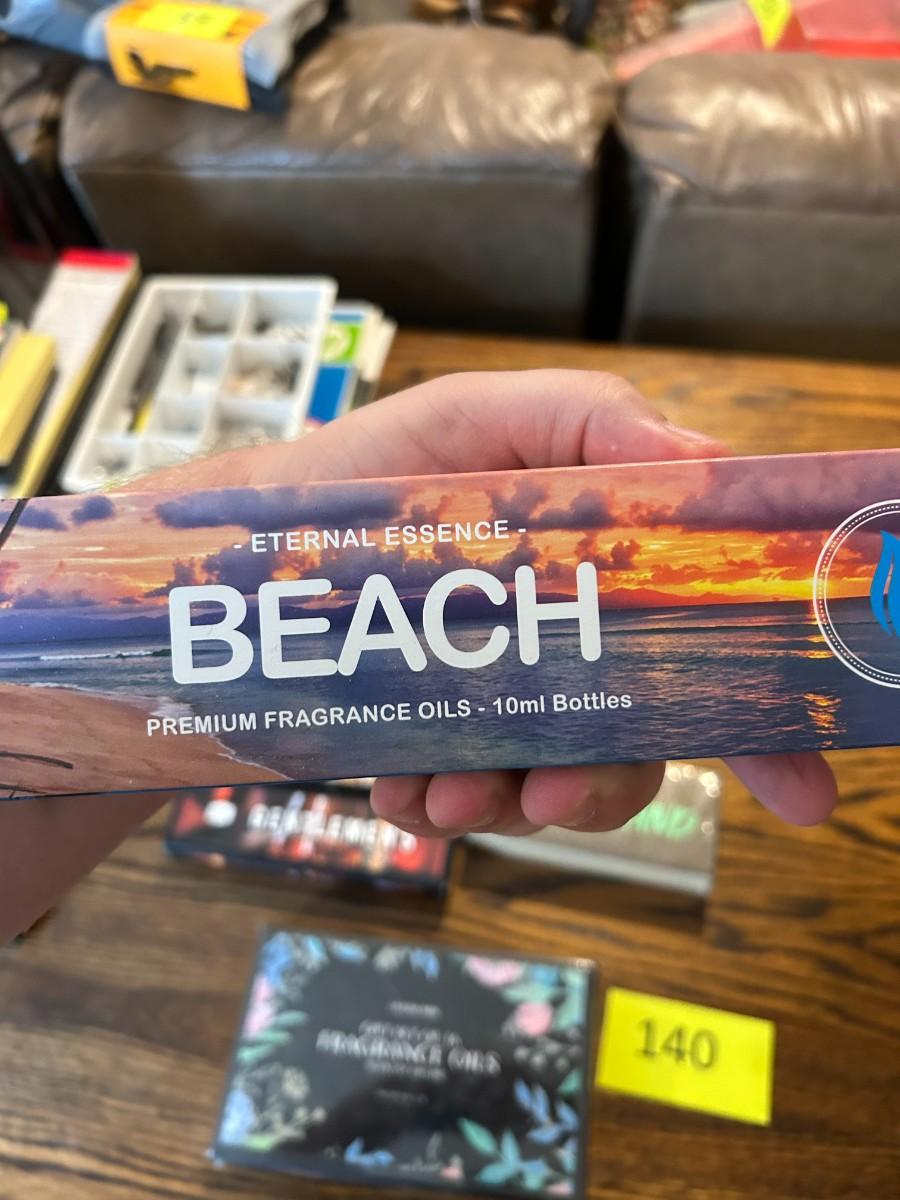 - ETERNAL ESSENCE -
BEACH
PREMIUM FRAGRANCE OILS - 10ml Bottles
FRAGRANCE OILS
140